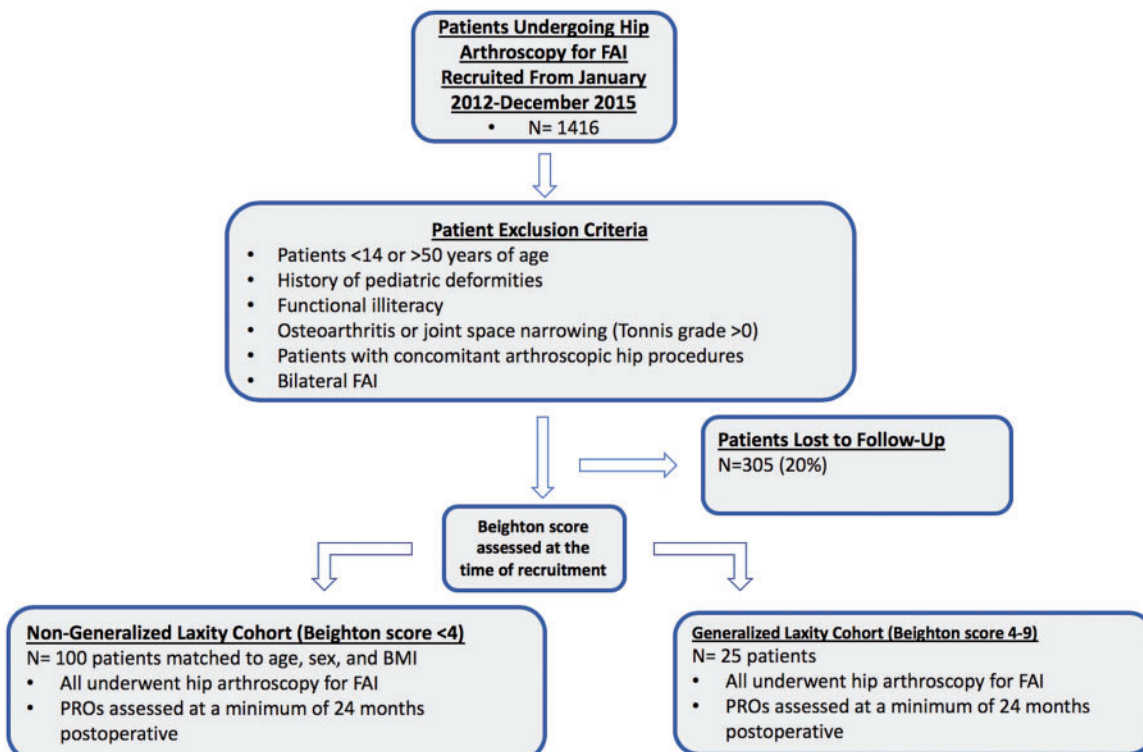 Patients Undergoing Hip
Arthroscopy for FAI
Recruited From January
2012-December 2015
• N= 1416
Patient Exclusion Criteria
• Patients <14 or >50 years of age
• History of pediatric deformities
• Functional illiteracy
• Osteoarthritis or joint space narrowing (Tonnis grade >0)
• Patients with concomitant arthroscopic hip procedures
• Bilateral FAI
Patients Lost to Follow-Up
N=305 (20%)
Beighton score
assessed at the
time of recruitment
Non-Generalized Laxity Cohort (Beighton score <4)
N= 100 patients matched to age, sex, and BMI
• All underwent hip arthroscopy for FAI
• PROs assessed at a minimum of 24 months
postoperative
Generalized Laxity Cohort (Beighton score 4-9)
N= 25 patients
• All underwent hip arthroscopy for FAI
• PROs assessed at a minimum of 24 months
postoperative